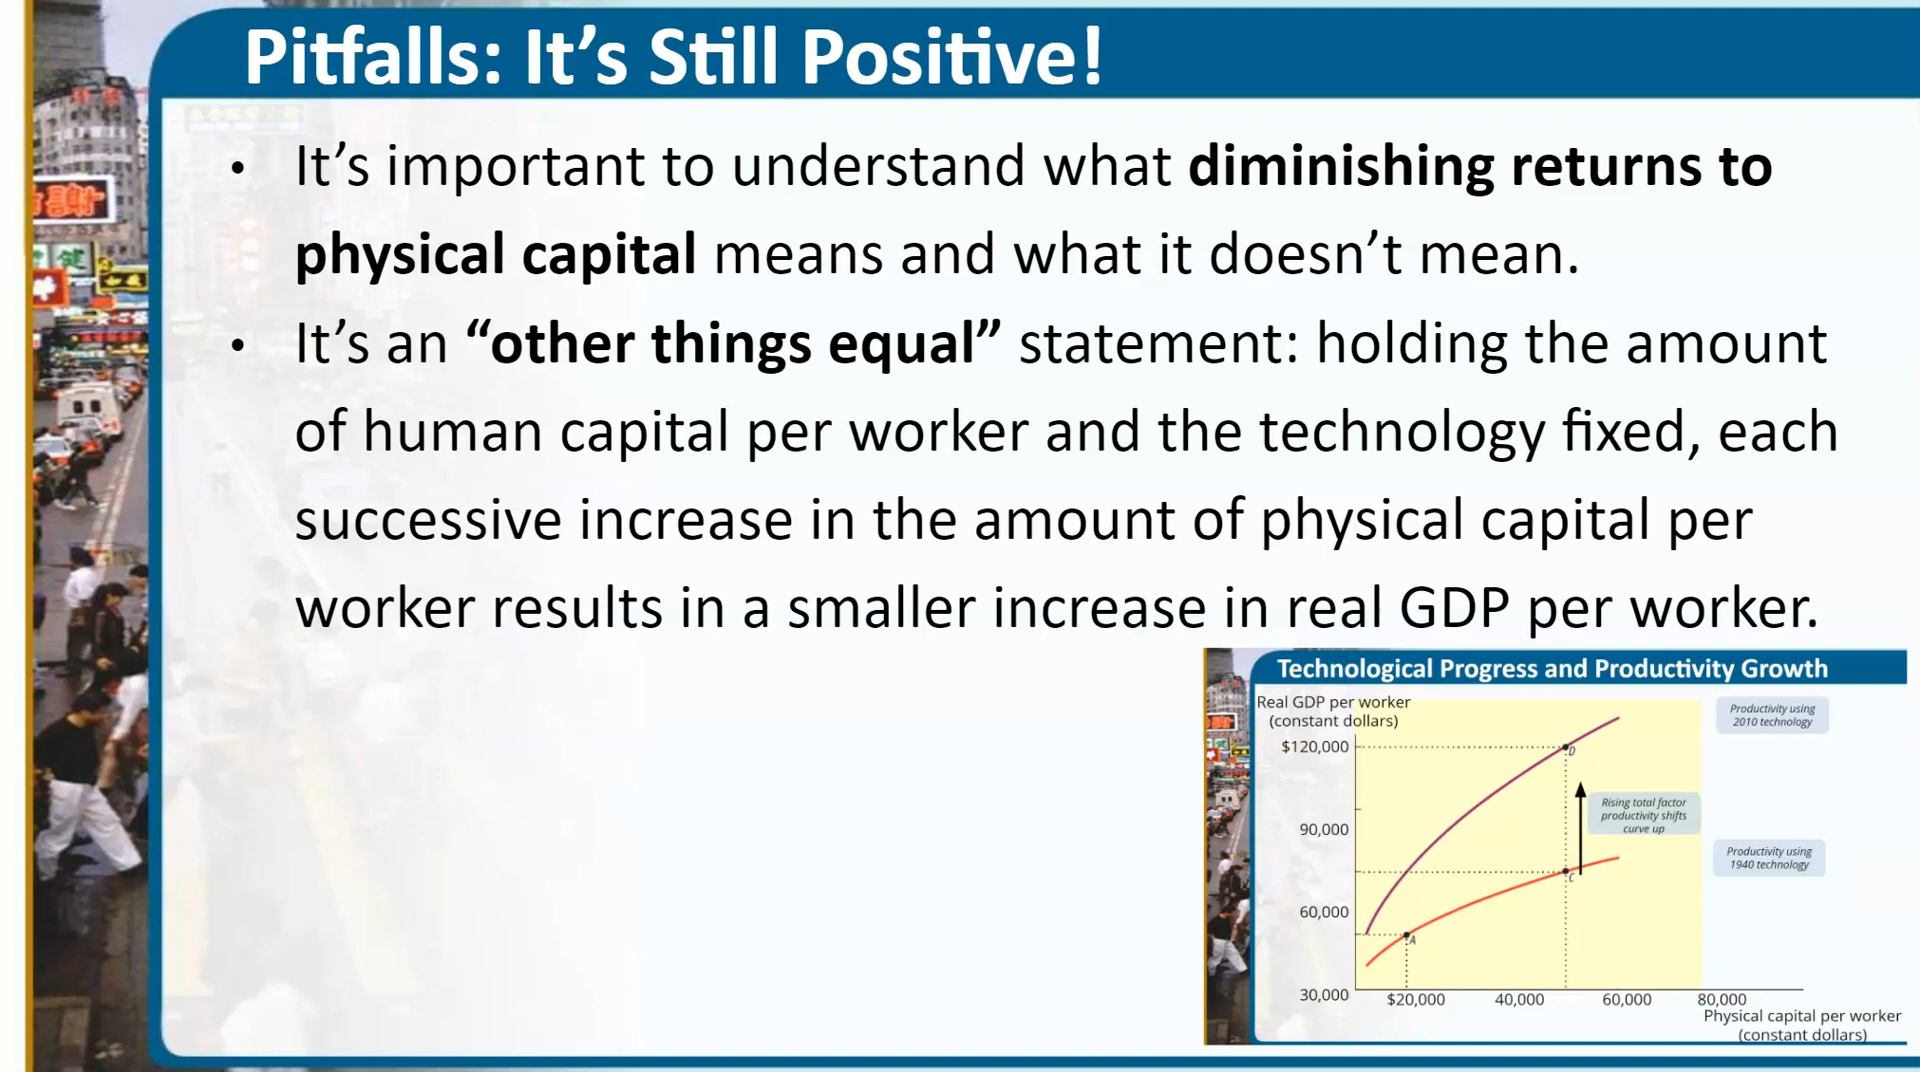 Pitfalls: It’s Still Positive!
• It’s important to understand what diminishing returns to
physical capital means and what it doesn’t mean.
• It’s an “other things equal” statement: holding the amount
of human capital per worker and the technology fixed, each
successive increase in the amount of physical capital per
worker results in a smaller increase in real GDP per worker.
Technological Progress and Productivity Growth
Real GDP per worker
(constant dollars)
$120,000
90,000
60,000
30,000
D
C
A
Productivity using
2010 technology
Rising total factor
productivity shifts
curve up
Productivity using
1940 technology
$20,000
40,000
60,000
80,000
Physical capital per worker
(constant dollars)